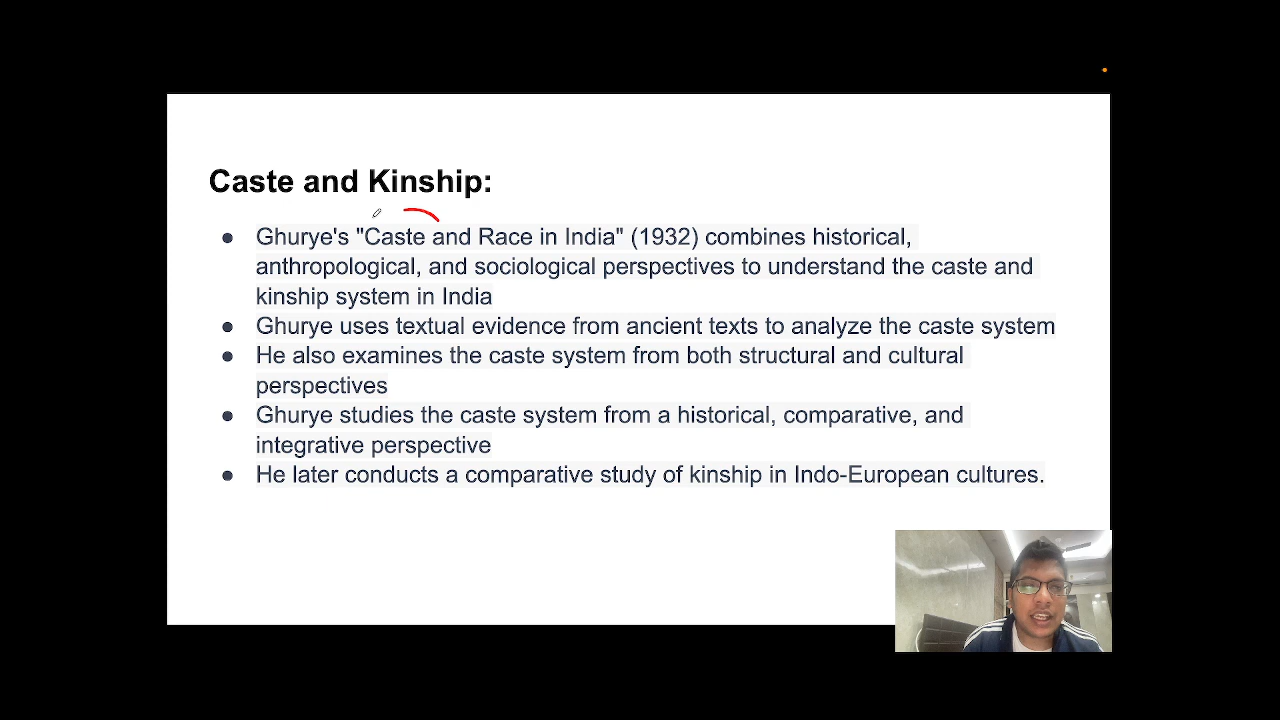 Caste and Kinship:
● Ghurye's "Caste and Race in India" (1932) combines historical,
anthropological, and sociological perspectives to understand the caste and
kinship system in India
● Ghurye uses textual evidence from ancient texts to analyze the caste system
● He also examines the caste system from both structural and cultural
perspectives
● Ghurye studies the caste system from a historical, comparative, and
integrative perspective
● He later conducts a comparative study of kinship in Indo-European cultures.